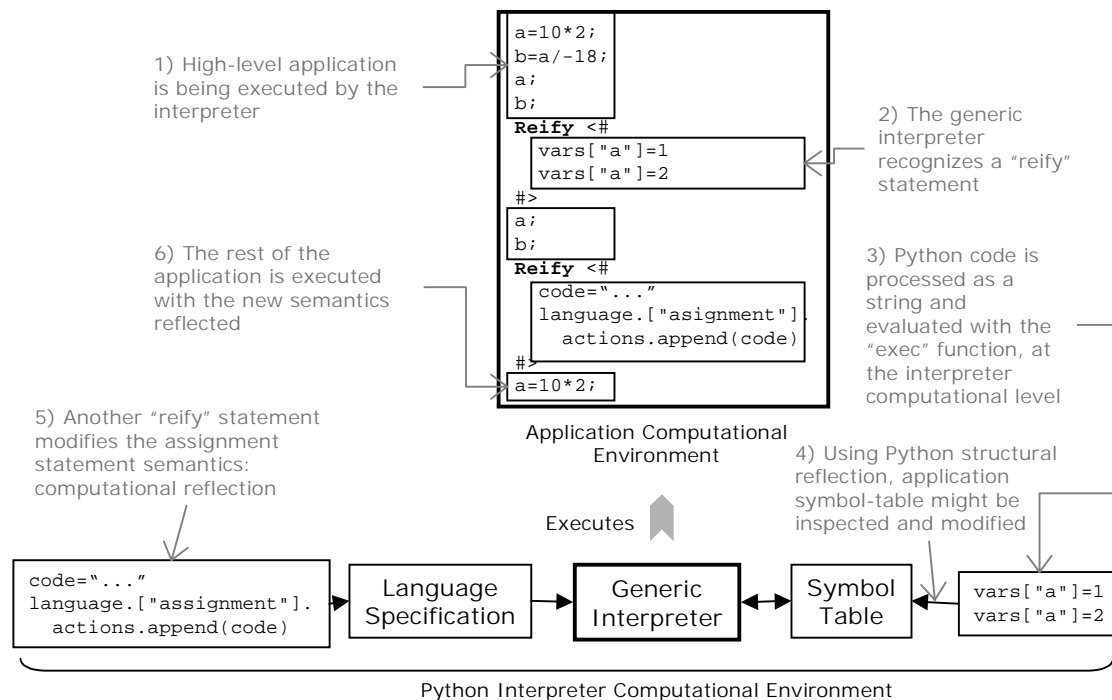 a=10*2;
b=a/-18;
a;
b;
Reify <#
vars["a"]=1
vars["a"]=2
#>
a;
b;
Reify <#
code="..."
language.["asignment"].
actions.append(code)
#>
a=10*2;
Application Computational
Environment
1) High-level application
is being executed by the
interpreter
2) The generic
interpreter
recognizes a "reify"
statement
6) The rest of the
application is executed
with the new semantics
reflected
3) Python code is
processed as a
string and
evaluated with the
"exec" function, at
the interpreter
computational level
5) Another "reify" statement
modifies the assignment
statement semantics:
computational reflection
4) Using Python structural
reflection, application
symbol-table might be
inspected and modified
Executes
code="..."
language.["assignment"].
actions.append(code)
Language
Specification
Generic
Interpreter
Symbol
Table
vars["a"]=1
vars["a"]=2
Python Interpreter Computational Environment